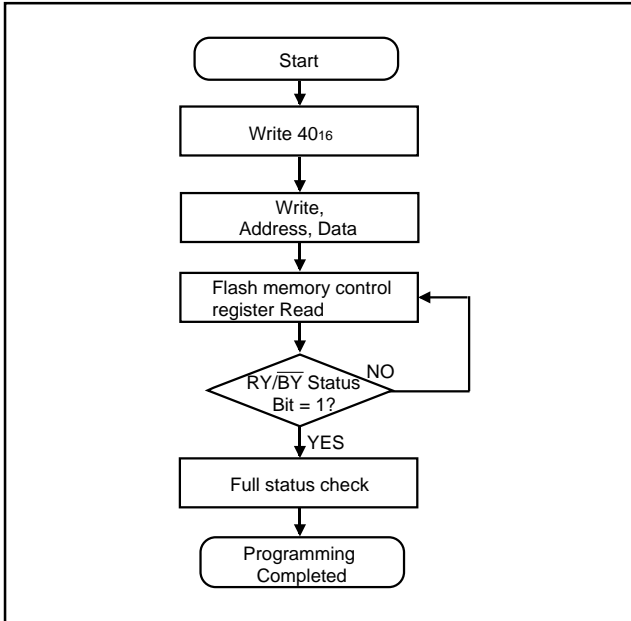 Start
Write 40₁₆
Write,
Address, Data
Flash memory control
register Read
RY/B̅Y̅ Status
Bit = 1?
NO
YES
Full status check
Programming
Completed